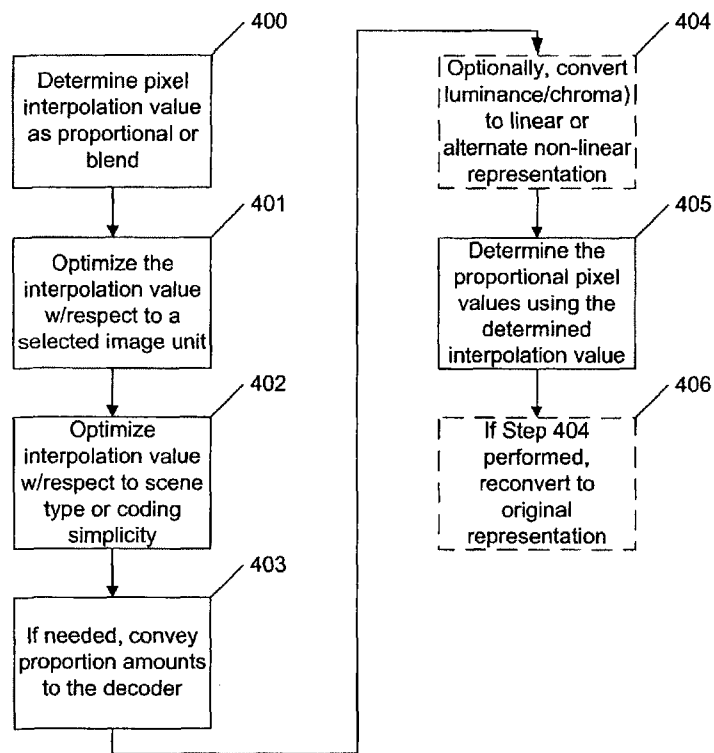 400
Determine pixel
interpolation value
as proportional or
blend
401
Optimize the
interpolation value
w/respect to a
selected image unit
402
Optimize
interpolation value
w/respect to scene
type or coding
simplicity
403
If needed, convey
proportion amounts
to the decoder
404
Optionally, convert
luminance/chroma)
to linear or
alternate non-linear
representation
405
Determine the
proportional pixel
values using the
determined
interpolation value
406
If Step 404
performed,
reconvert to
original
representation